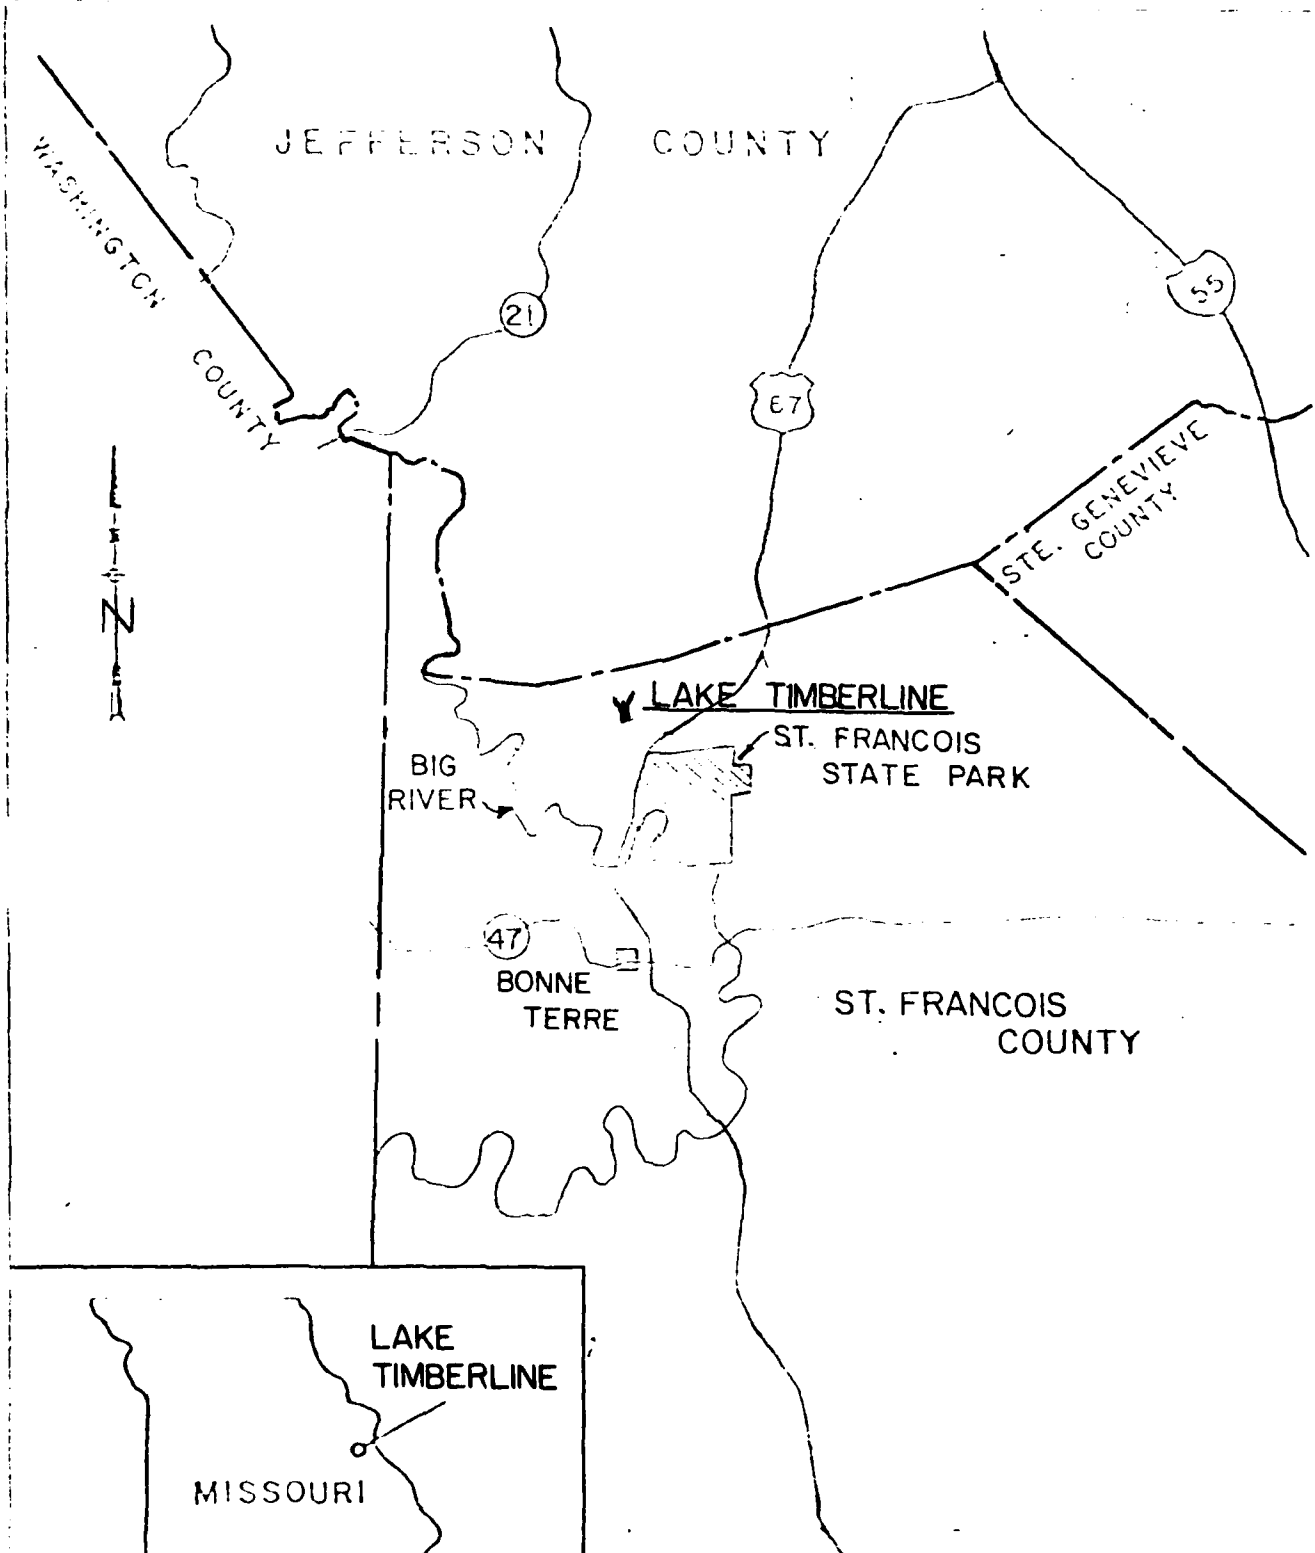 JEFFERSON COUNTY
WASHINGTON
COUNTY
21
55
67
STE. GENEVIEVE
COUNTY
N
LAKE TIMBERLINE
ST. FRANCOIS
STATE PARK
BIG
RIVER
47
BONNE
TERRE
ST. FRANCOIS
COUNTY
LAKE
TIMBERLINE
MISSOURI